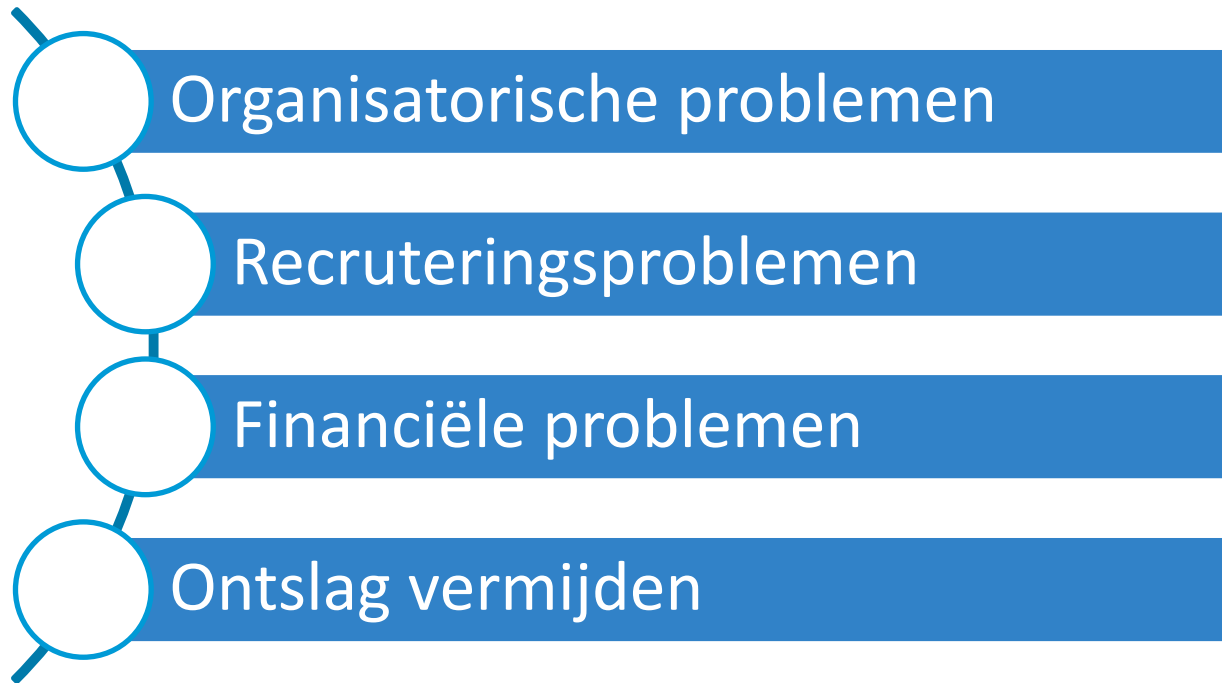 Organisatorische problemen
Recruteringsproblemen
Financiële problemen
Ontslag vermijden